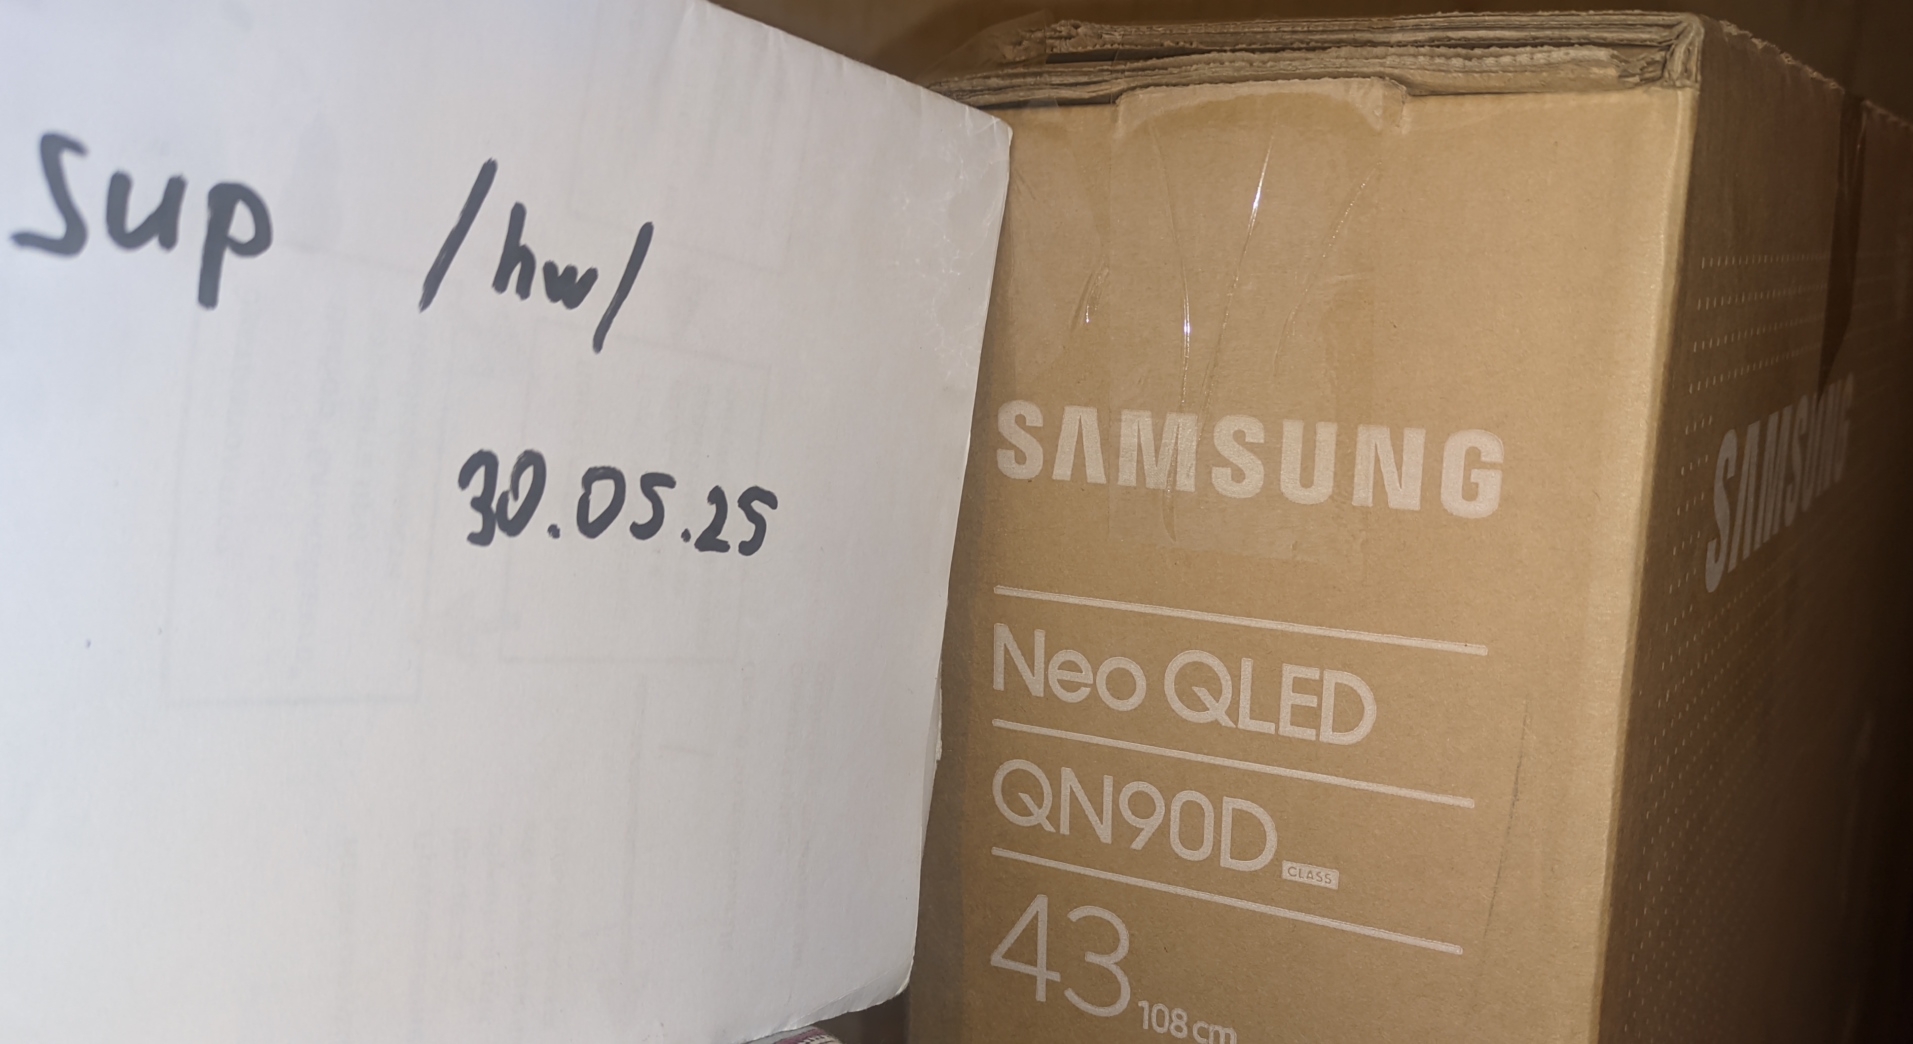 sup /hw/
30.05.25
SAMSUNG
Neo QLED
QN90D CLASS
43 108 cm
SAMSUNG